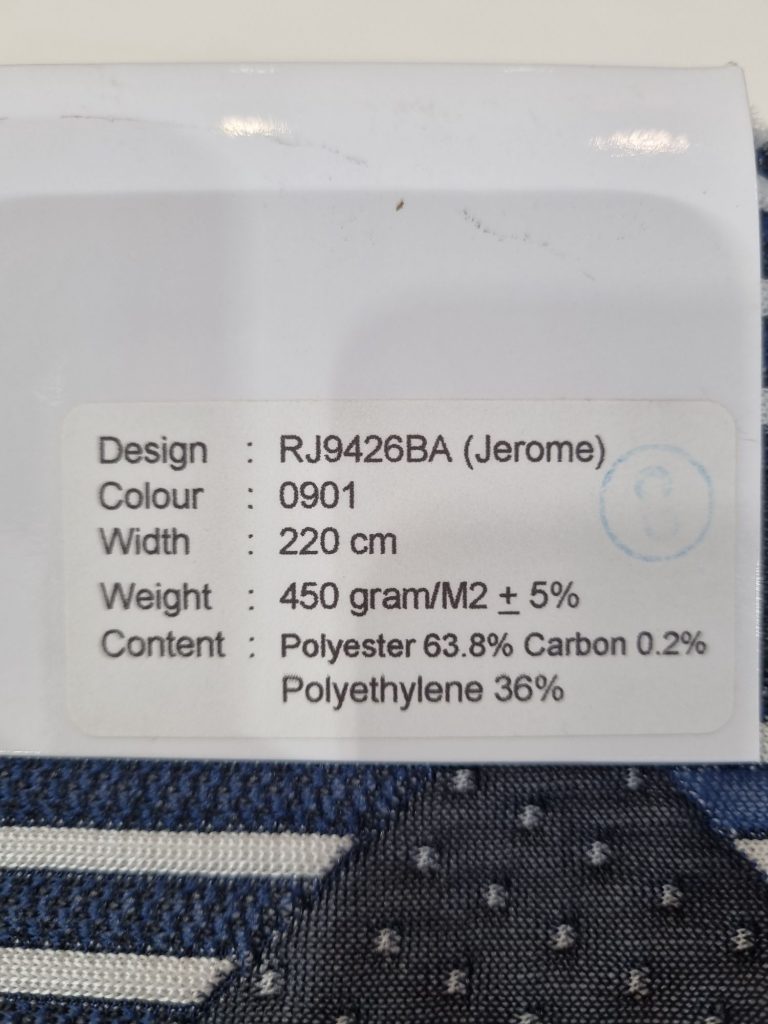 Design : RJ9426BA (Jerome)
Colour : 0901
Width : 220 cm
Weight : 450 gram/M2 ± 5%
Content : Polyester 63.8% Carbon 0.2%
Polyethylene 36%